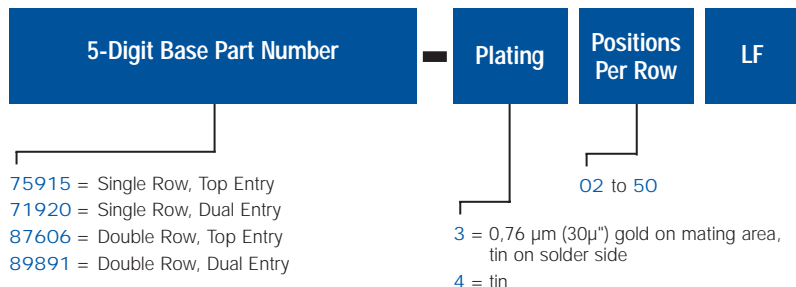 5-Digit Base Part Number
-
Plating
Positions
Per Row
LF
75915 = Single Row, Top Entry
71920 = Single Row, Dual Entry
87606 = Double Row, Top Entry
89891 = Double Row, Dual Entry
02 to 50
3 = 0,76 µm (30µ") gold on mating area,
tin on solder side
4 = tin